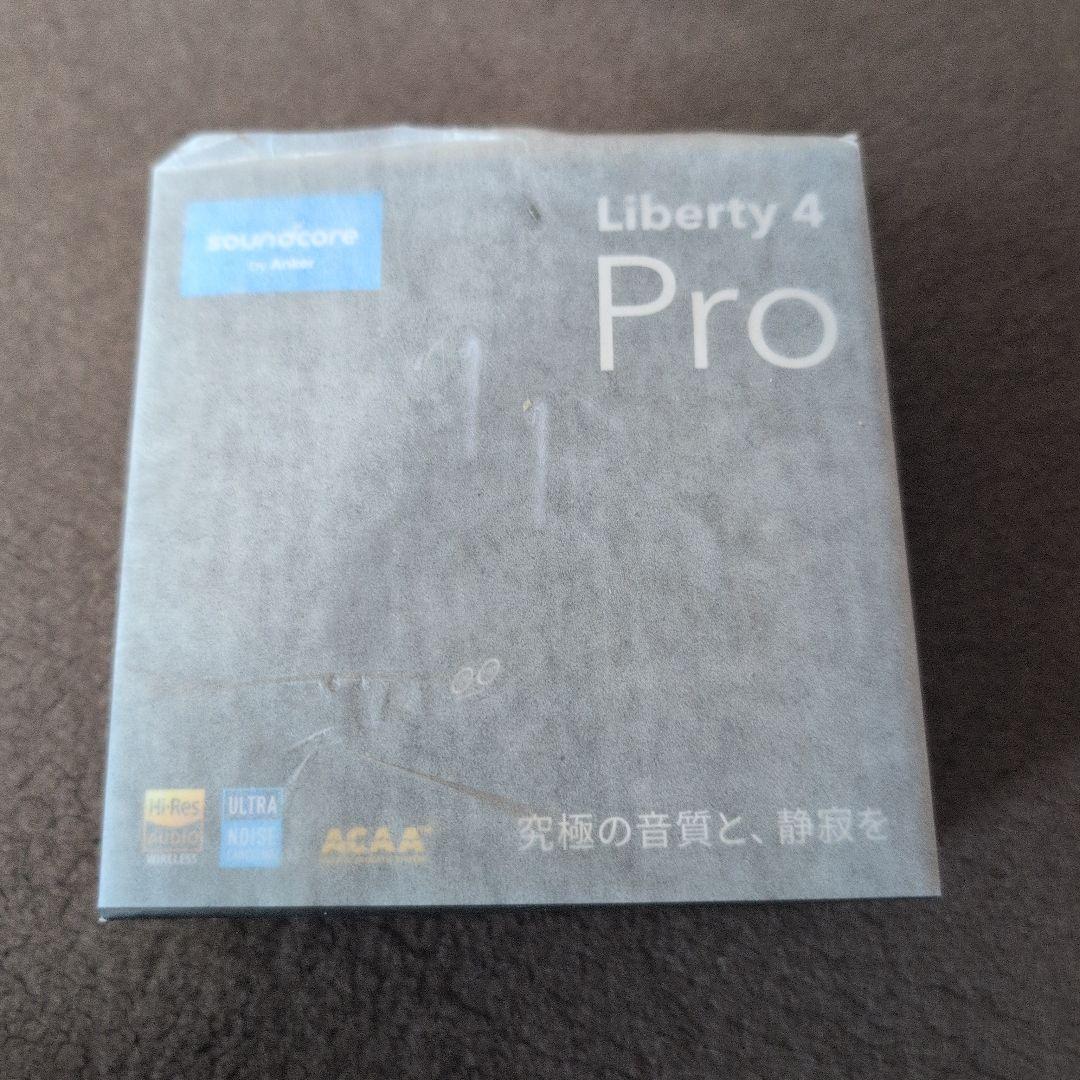 soundcore
by Anker
Liberty 4
Pro
Hi-Res
AUDIO
WIRELESS
ULTRA
NOISE
ACAA™
究極の音質と、静寂を